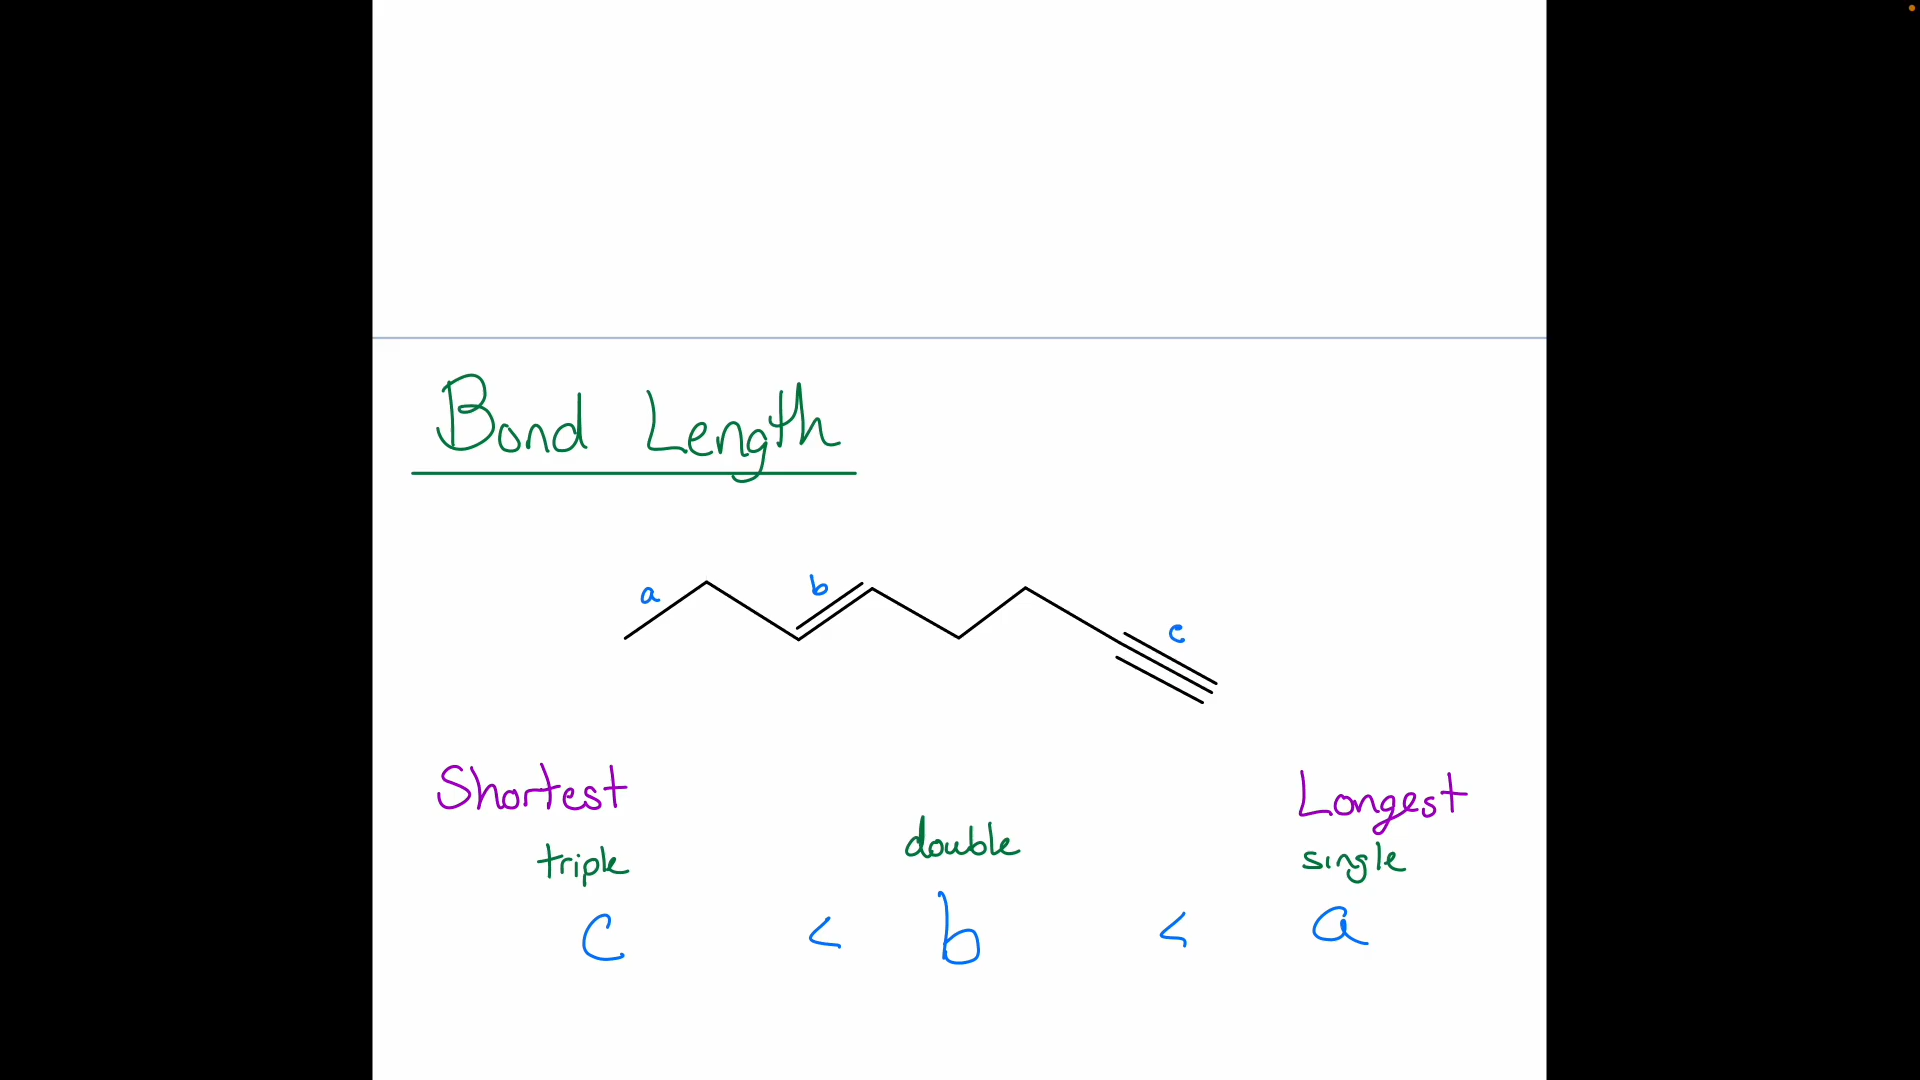 Bond Length
a b c
Shortest Longest
triple double single
c < b < a